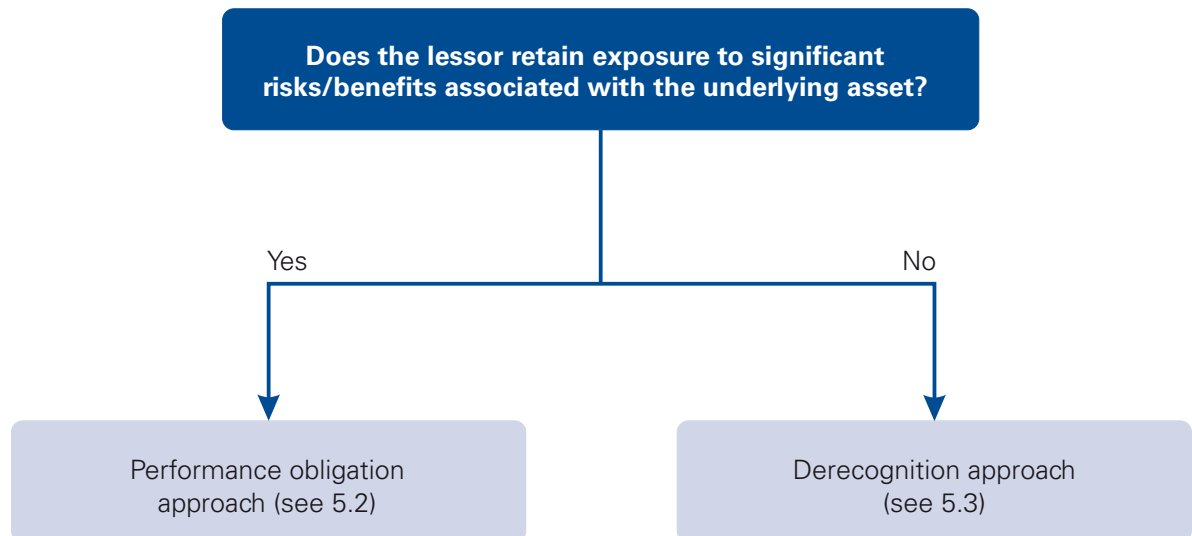 Does the lessor retain exposure to significant
risks/benefits associated with the underlying asset?
Yes
No
Performance obligation
approach (see 5.2)
Derecognition approach
(see 5.3)